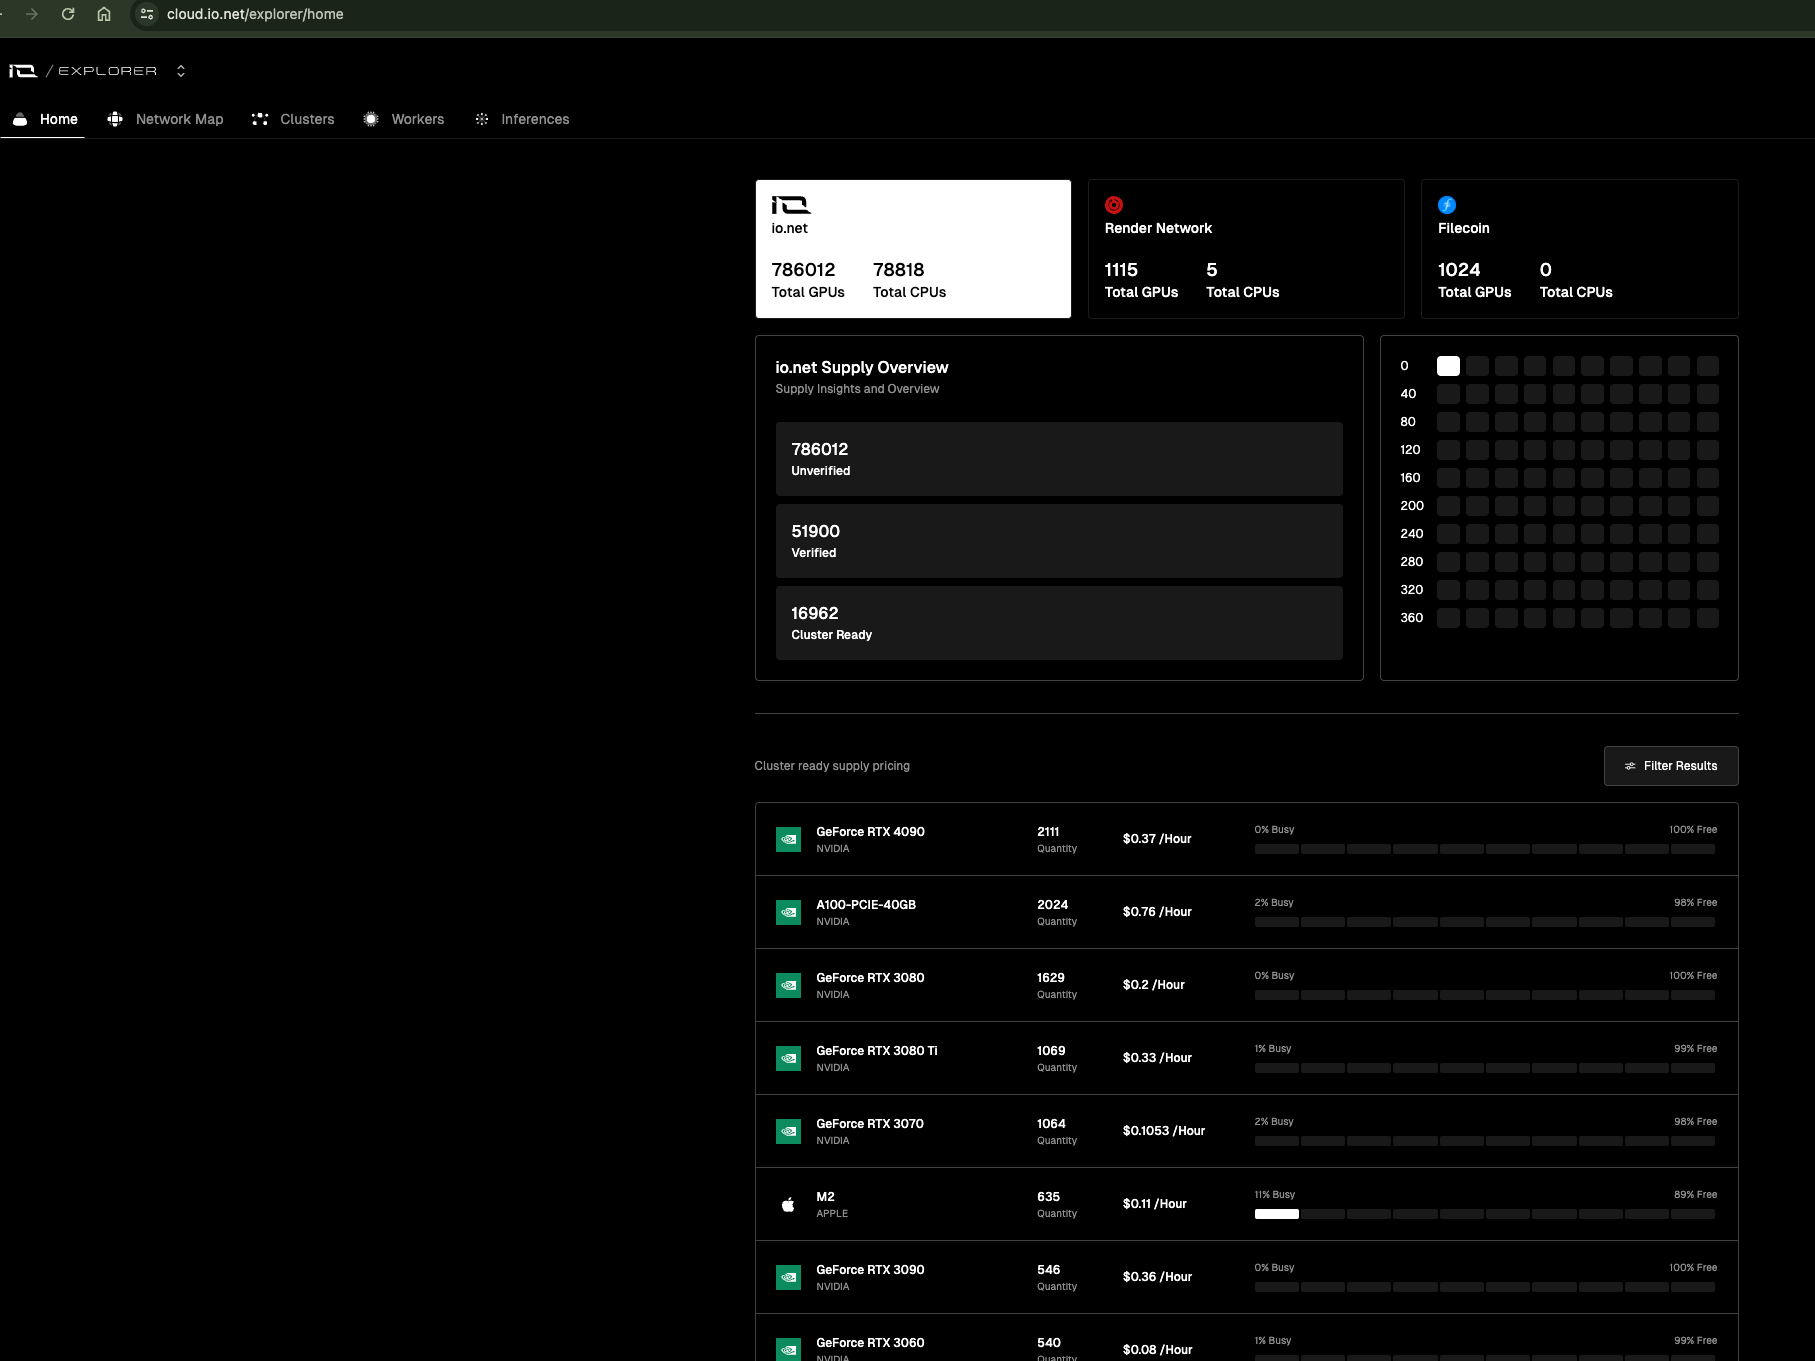 cloud.io.net/explorer/home
IO / EXPLORER
Home Network Map Clusters Workers Inferences
IO
io.net
786012 78818
Total GPUs Total CPUs
Render Network
1115 5
Total GPUs Total CPUs
Filecoin
1024 0
Total GPUs Total CPUs
io.net Supply Overview
Supply Insights and Overview
786012
Unverified
51900
Verified
16962
Cluster Ready
0
40
80
120
160
200
240
280
320
360
Cluster ready supply pricing
Filter Results
GeForce RTX 4090 2111 $0.37 /Hour 0% Busy 100% Free
NVIDIA Quantity
A100-PCIE-40GB 2024 $0.76 /Hour 2% Busy 98% Free
NVIDIA Quantity
GeForce RTX 3080 1629 $0.2 /Hour 0% Busy 100% Free
NVIDIA Quantity
GeForce RTX 3080 Ti 1069 $0.33 /Hour 1% Busy 99% Free
NVIDIA Quantity
GeForce RTX 3070 1064 $0.1053 /Hour 2% Busy 98% Free
NVIDIA Quantity
M2 635 $0.11 /Hour 11% Busy 89% Free
APPLE Quantity
GeForce RTX 3090 546 $0.36 /Hour 0% Busy 100% Free
NVIDIA Quantity
GeForce RTX 3060 540 $0.08 /Hour 1% Busy 99% Free
NVIDIA Quantity